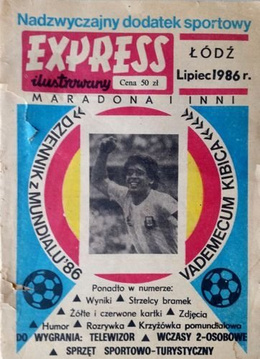 Nadzwyczajny dodatek sportowy
EXPRESS
ilustrowany
Cena 50 zł
ŁÓDŹ
Lipiec 1986 r.
MARADONA I INNI
DZIENNIK z MUNDIALU '86
VADEMECUM KIBICA
Ponadto w numerze:
▲ Wyniki ▲ Strzelcy bramek
▲ Żółte i czerwone kartki ▲ Zdjęcia
▲ Humor ▲ Rozrywka ▲ Krzyżówka pomundialowa
DO WYGRANIA: TELEWIZOR ▲ WCZASY 2-OSOBOWE
▲ SPRZĘT SPORTOWO-TURYSTYCZNY